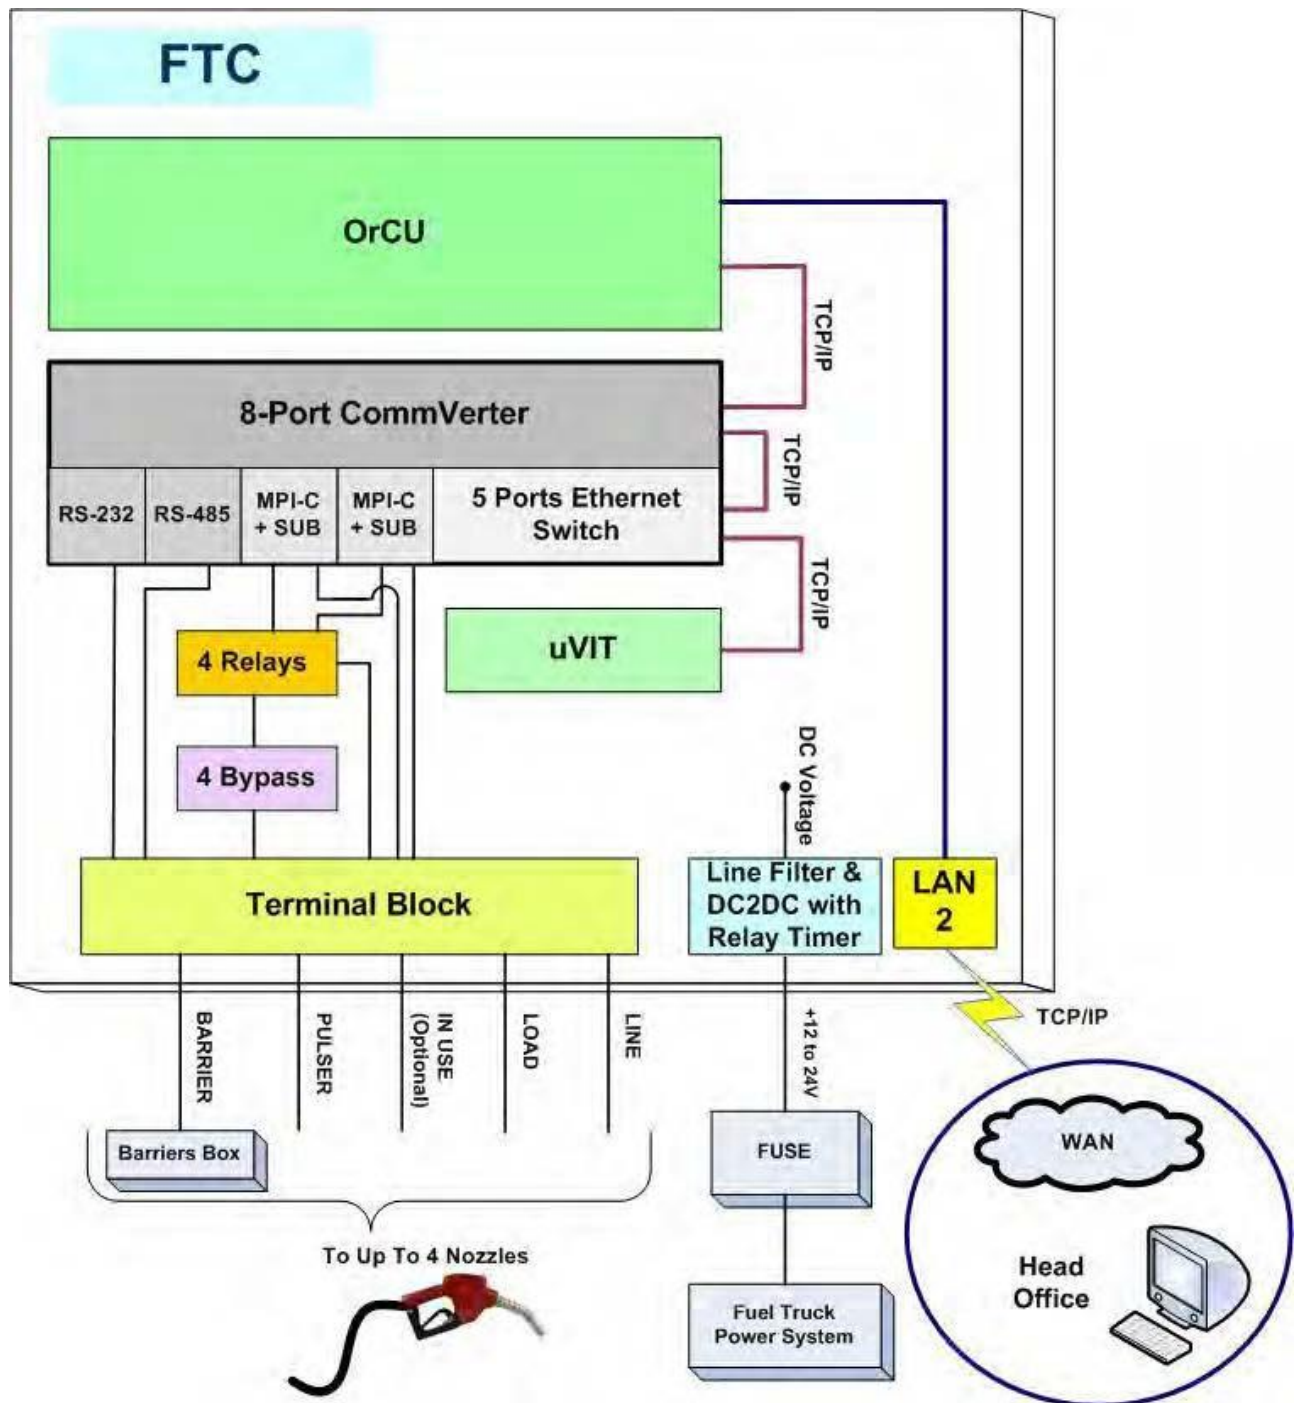 FTC
OrCU
TCP/IP
8-Port CommVerter
TCP/IP
RS-232
RS-485
MPI-C
+ SUB
MPI-C
+ SUB
5 Ports Ethernet
Switch
TCP/IP
4 Relays
uVIT
4 Bypass
DC Voltage
Terminal Block
Line Filter &
DC2DC with
Relay Timer
LAN
2
BARRIER
PULSER
IN USE
(Optional)
LOAD
LINE
+12 to 24V
TCP/IP
Barriers Box
FUSE
WAN
To Up To 4 Nozzles
Head
Office
Fuel Truck
Power System